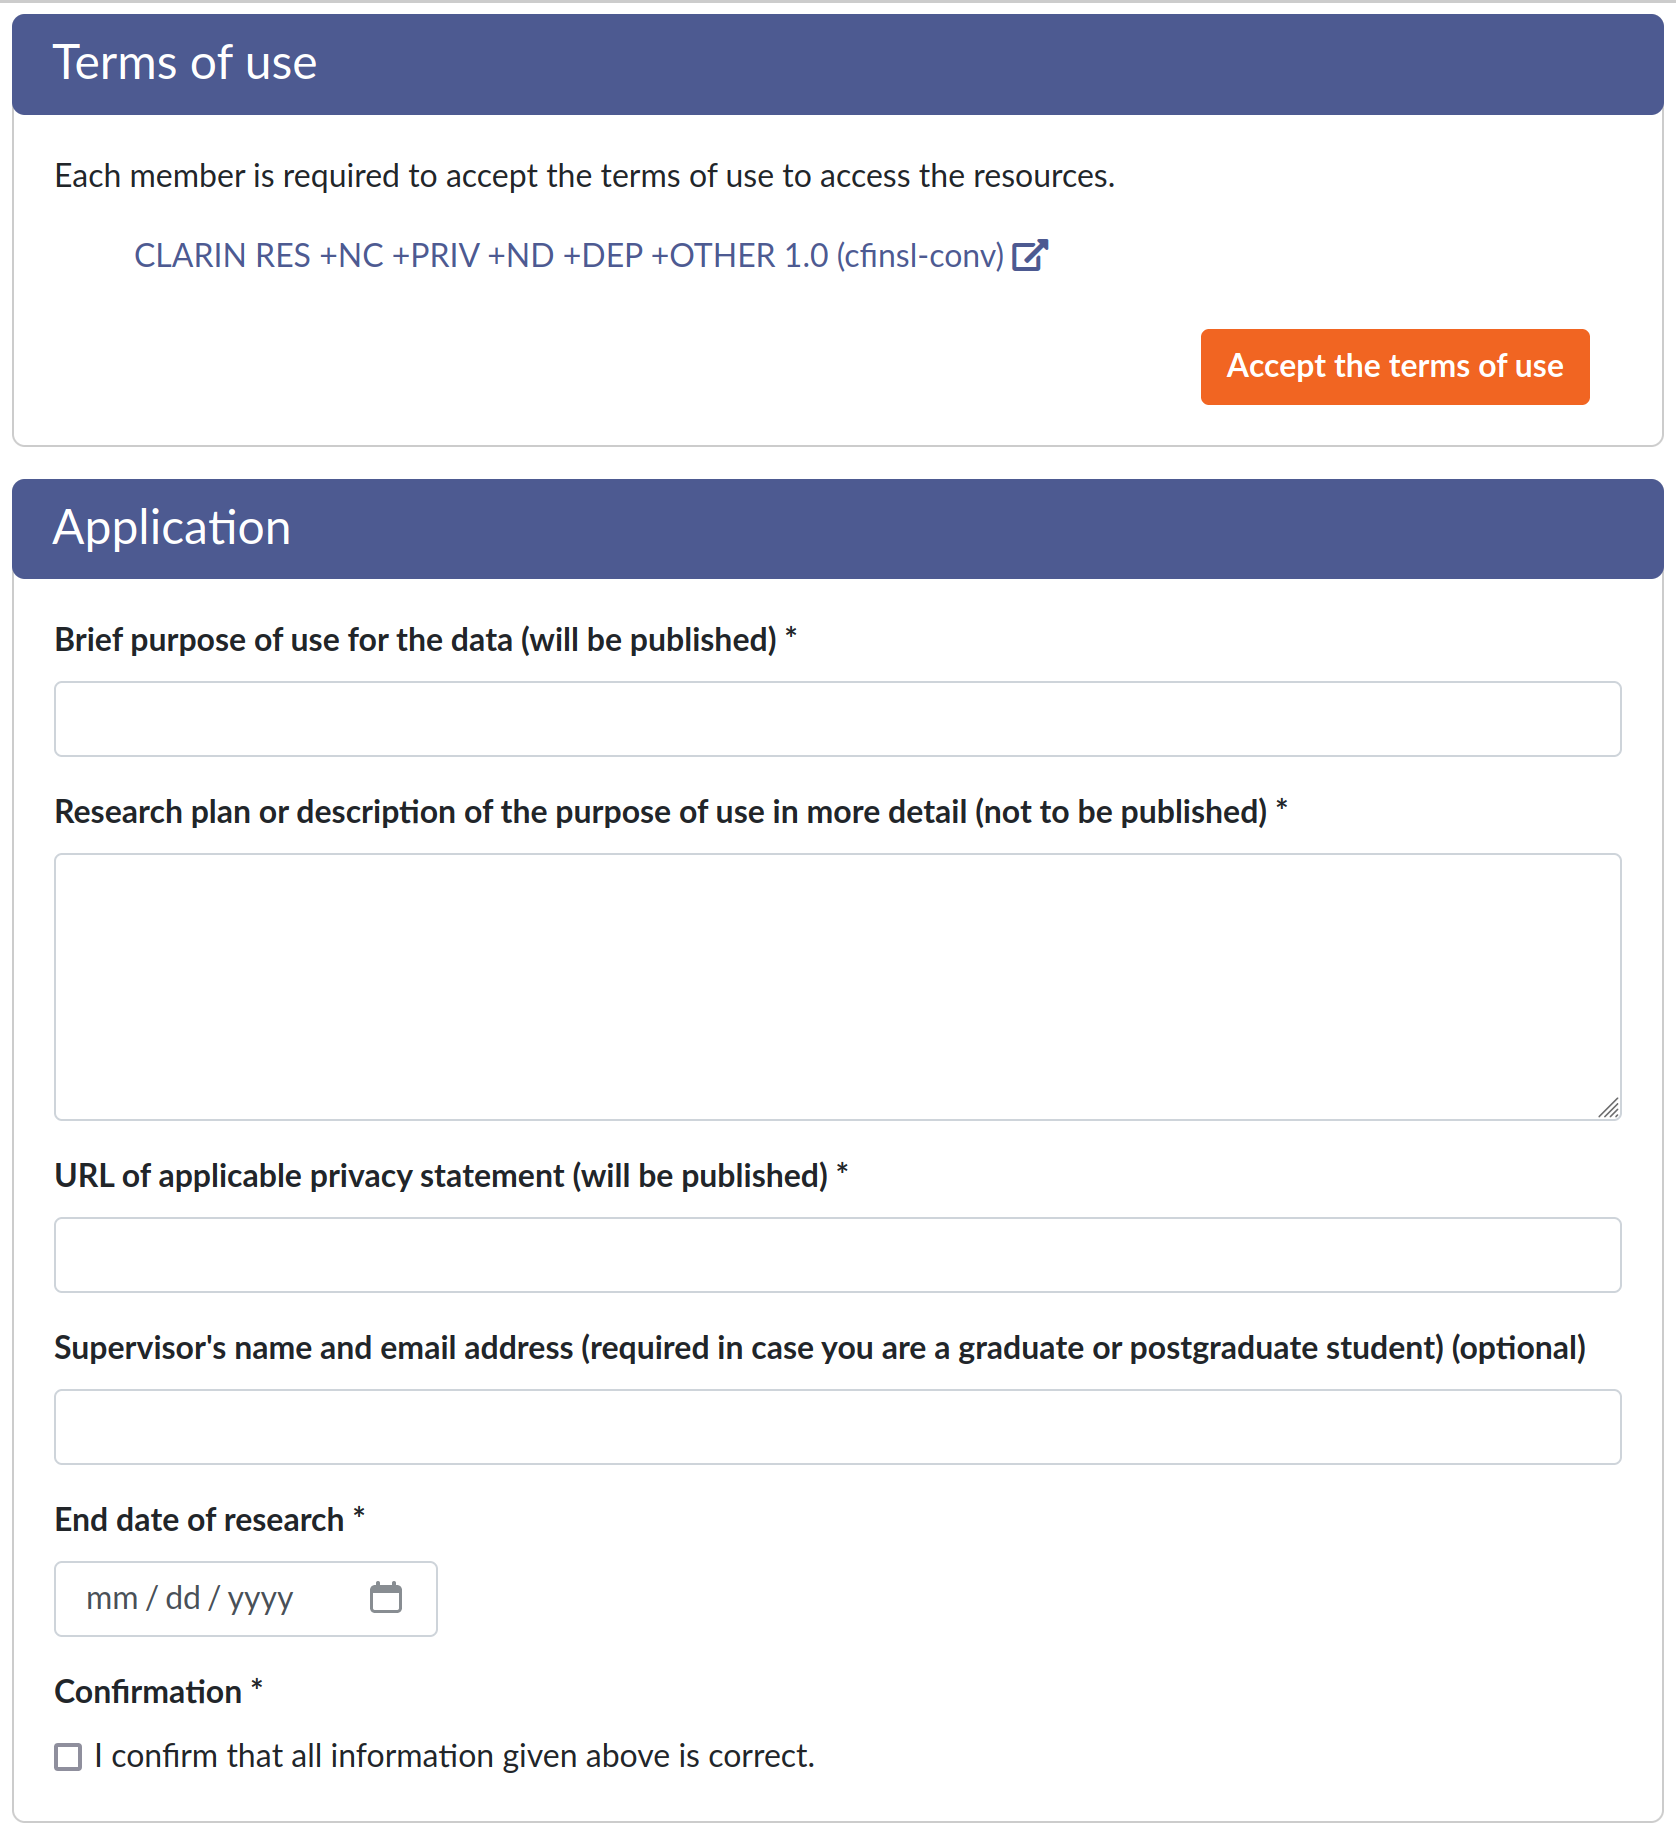 Terms of use
Each member is required to accept the terms of use to access the resources.
CLARIN RES +NC +PRIV +ND +DEP +OTHER 1.0 (cfinsl-conv)
Accept the terms of use
Application
Brief purpose of use for the data (will be published) *
Research plan or description of the purpose of use in more detail (not to be published) *
URL of applicable privacy statement (will be published) *
Supervisor's name and email address (required in case you are a graduate or postgraduate student) (optional)
End date of research *
mm / dd / yyyy
Confirmation *
I confirm that all information given above is correct.